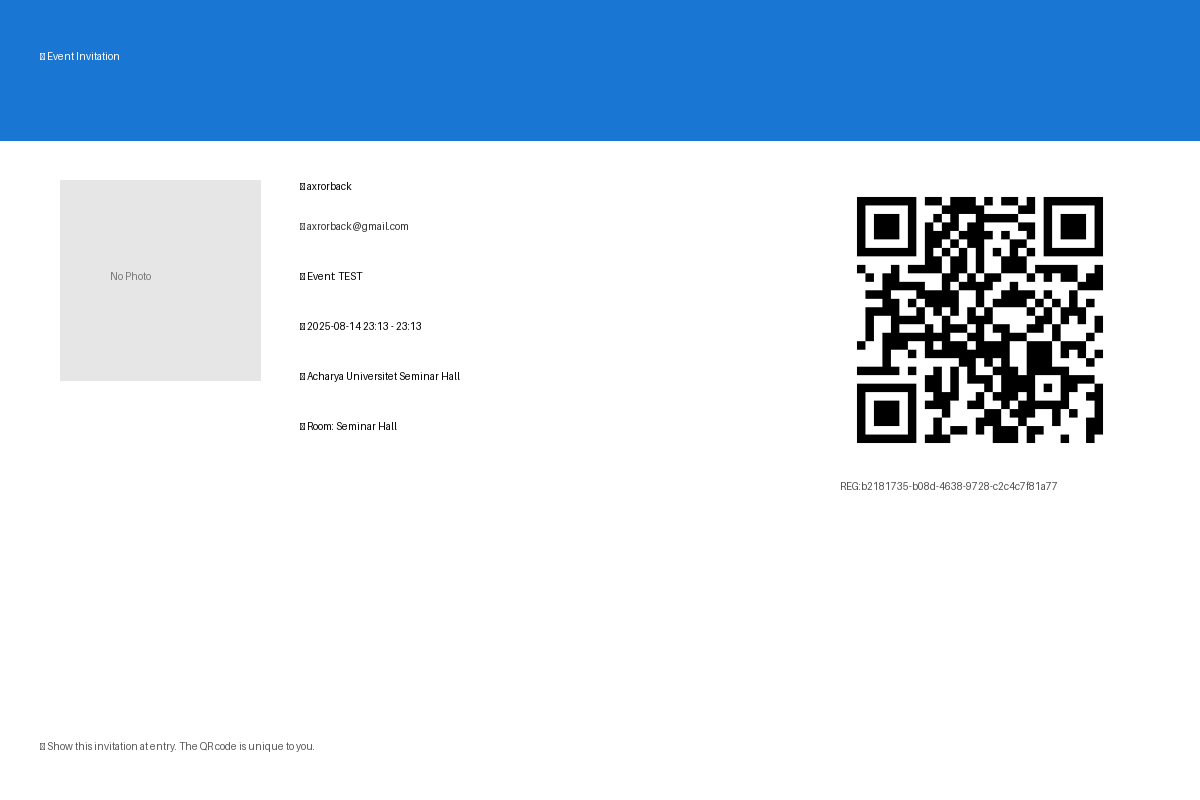 Event Invitation
axrorback
axrorback@gmail.com
No Photo
Event: TEST
2025-08-14 23:13 - 23:13
Acharya Universitet Seminar Hall
Room: Seminar Hall
REG:b2181735-b08d-4638-9728-c2c4c7f81a77
Show this invitation at entry. The QR code is unique to you.